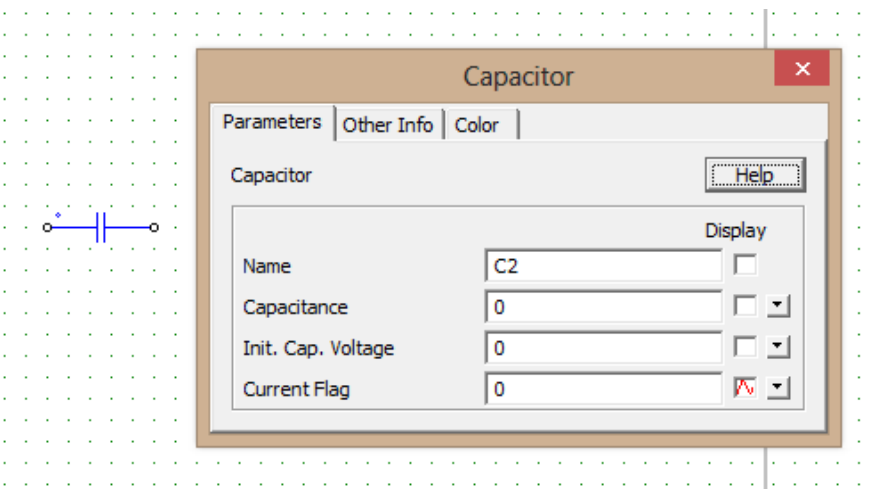 Capacitor
Parameters Other Info Color
Capacitor Help
Display
Name C2
Capacitance 0
Init. Cap. Voltage 0
Current Flag 0